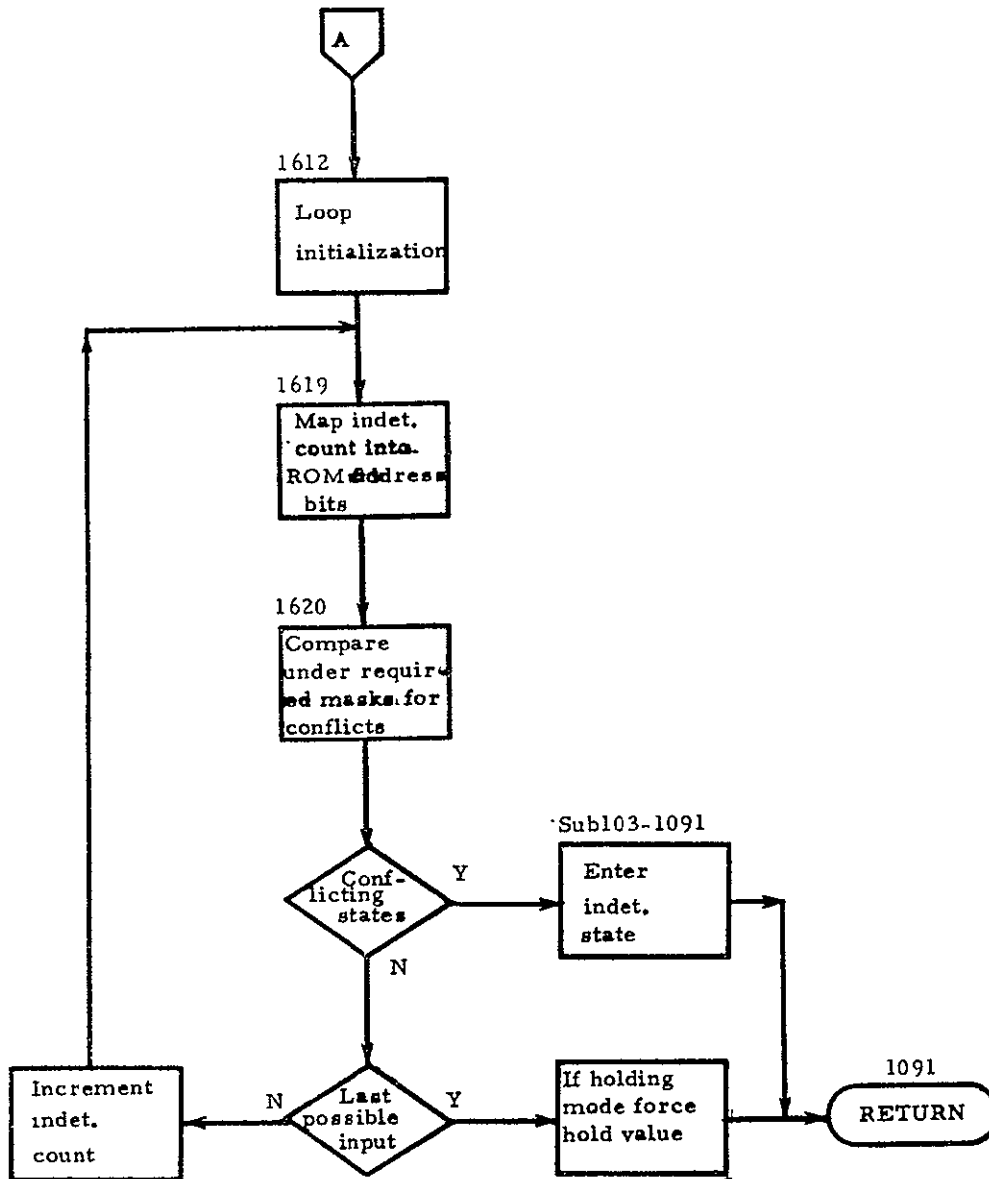 A
1612
Loop
initialization
1619
Map indet.
count into
ROM address
bits
1620
Compare
under requir-
ed masks for
conflicts
Sub103-1091
Conf-
licting
states
Y
N
Enter
indet.
state
Increment
indet.
count
N
Last
possible
input
Y
If holding
mode force
hold value
1091
RETURN